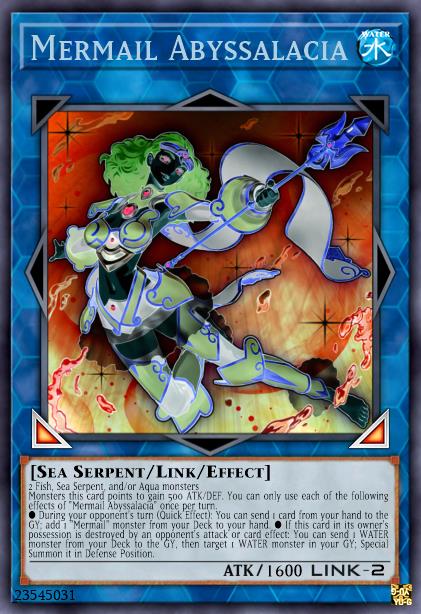 Mermail Abyssalacia
WATER
水
[Sea Serpent/Link/Effect]
2 Fish, Sea Serpent, and/or Aqua monsters
Monsters this card points to gain 500 ATK/DEF. You can only use each of the following
effects of "Mermail Abyssalacia" once per turn.
● During your opponent's turn (Quick Effect): You can send 1 card from your hand to the
GY; add 1 "Mermail" monster from your Deck to your hand. ● If this card in its owner's
possession is destroyed by an opponent's attack or card effect: You can send 1 WATER
monster from your Deck to the GY, then target 1 WATER monster in your GY; Special
Summon it in Defense Position.
ATK/1600 LINK-2
23545031